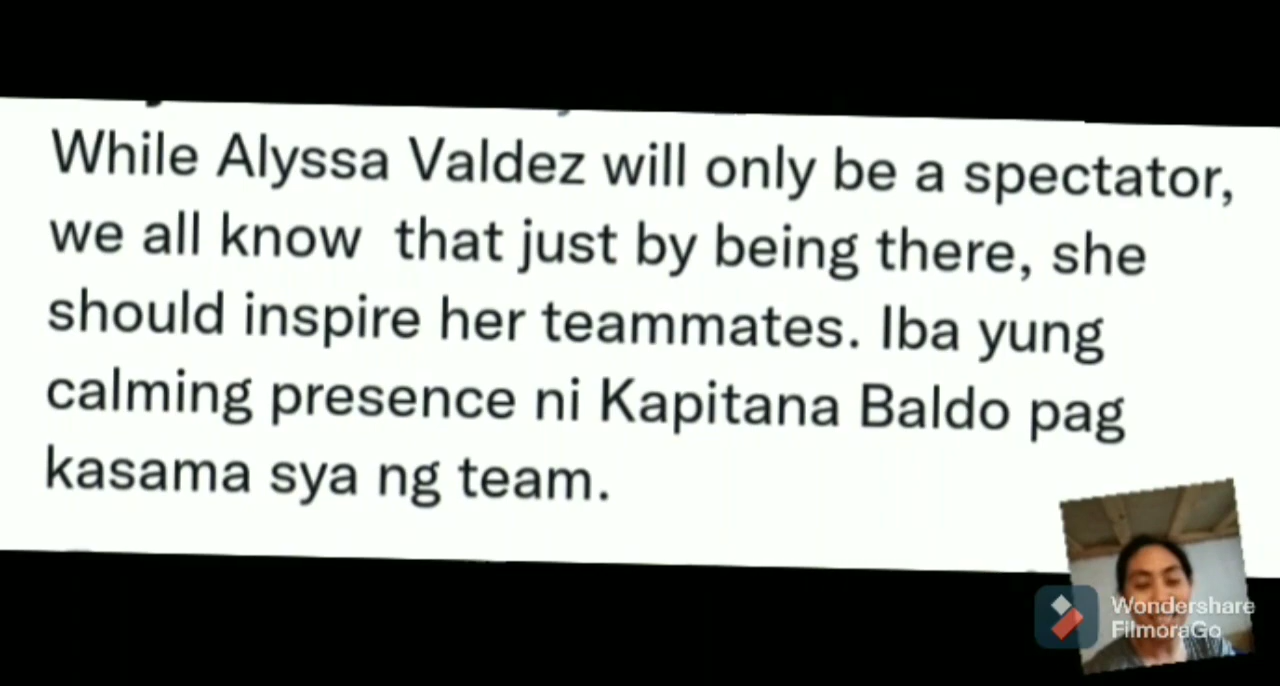 While Alyssa Valdez will only be a spectator,
we all know  that just by being there, she
should inspire her teammates. Iba yung
calming presence ni Kapitana Baldo pag
kasama sya ng team.
Wondershare
FilmoraGo